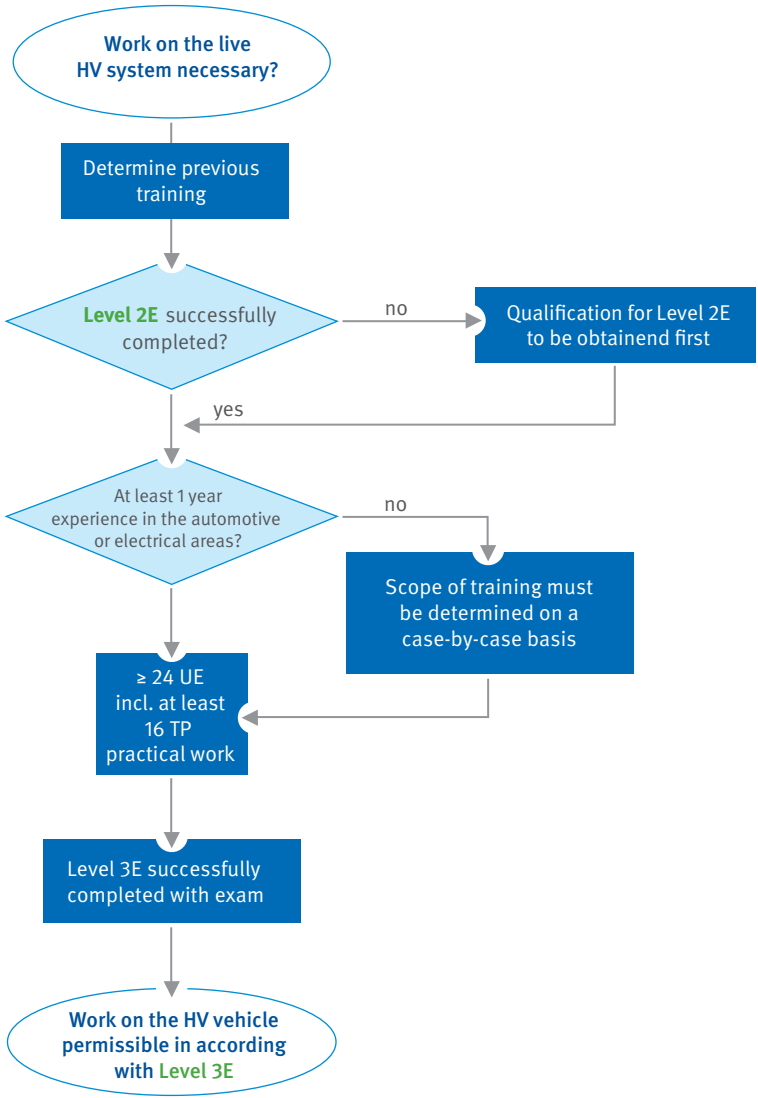 Work on the live
HV system necessary?
Determine previous
training
Level 2E successfully
completed?
no
Qualification for Level 2E
to be obtainend first
yes
At least 1 year
experience in the automotive
or electrical areas?
no
Scope of training must
be determined on a
case-by-case basis
≥ 24 UE
incl. at least
16 TP
practical work
Level 3E successfully
completed with exam
Work on the HV vehicle
permissible in according
with Level 3E